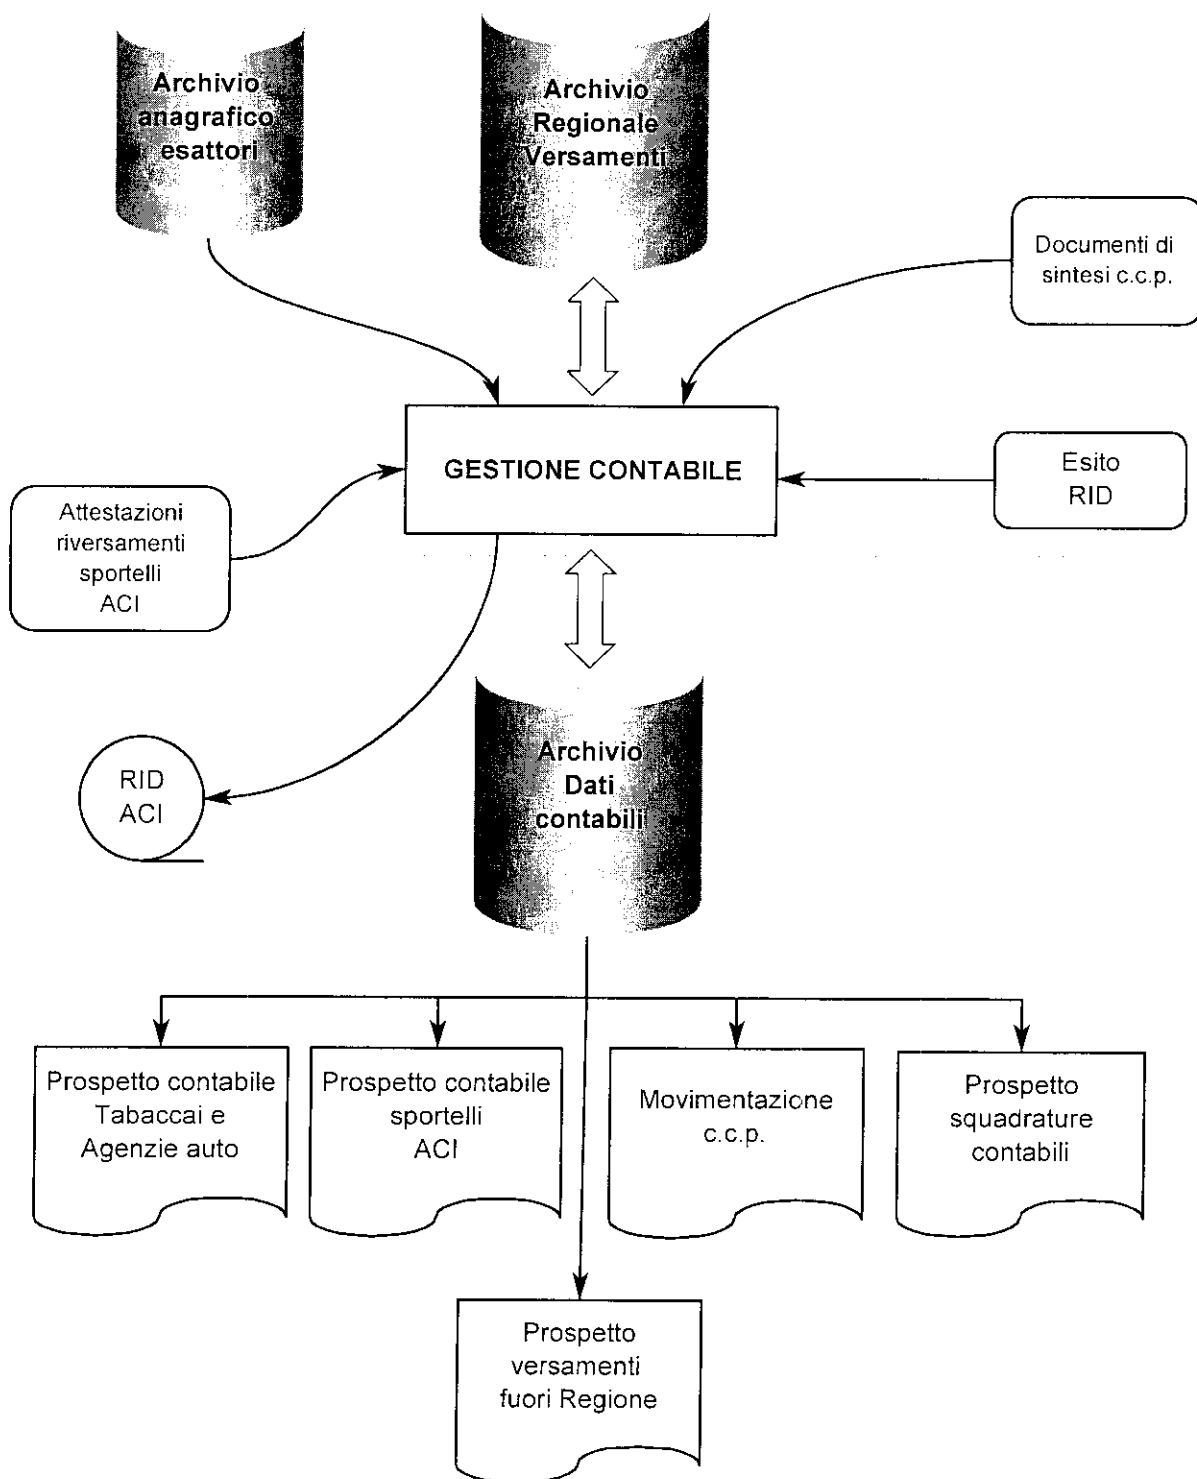 Archivio
anagrafico
esattori
Archivio
Regionale
Versamenti
Documenti di
sintesi c.c.p.
GESTIONE CONTABILE
Esito
RID
Attestazioni
riversamenti
sportelli
ACI
RID
ACI
Archivio
Dati
contabili
Prospetto contabile
Tabaccai e
Agenzie auto
Prospetto contabile
sportelli
ACI
Movimentazione
c.c.p.
Prospetto
squadrature
contabili
Prospetto
versamenti
fuori Regione